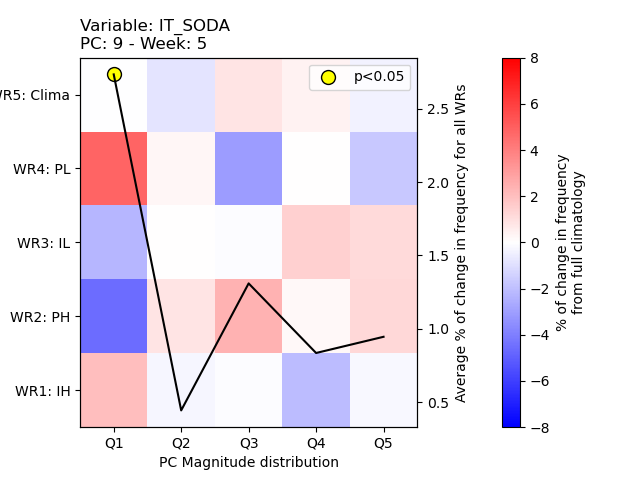 Variable: IT_SODA
PC: 9 - Week: 5
p<0.05
WR5: Clima
WR4: PL
WR3: IL
WR2: PH
WR1: IH
Q1 Q2 Q3 Q4 Q5
PC Magnitude distribution
2.5
2.0
1.5
1.0
0.5
Average % of change in frequency for all WRs
8
6
4
2
0
−2
−4
−6
−8
% of change in frequency
from full climatology